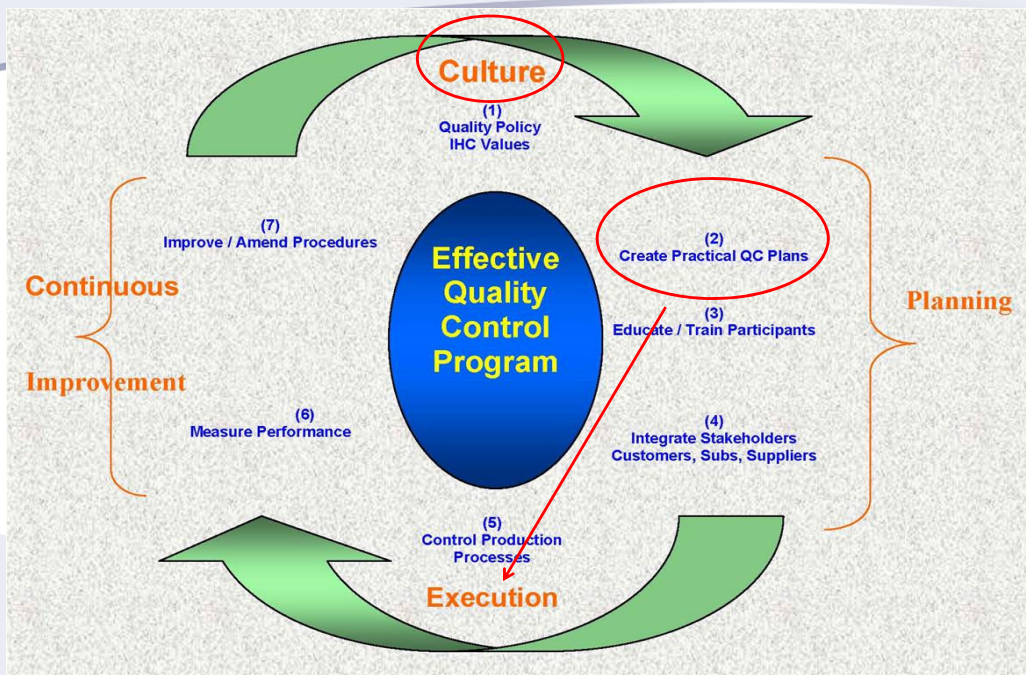 Culture
(1)
Quality Policy
IHC Values
(7)
Improve / Amend Procedures
Effective
Quality
Control
Program
(2)
Create Practical QC Plans
Continuous
Improvement
(3)
Educate / Train Participants
Planning
(6)
Measure Performance
(4)
Integrate Stakeholders
Customers, Subs, Suppliers
(5)
Control Production
Processes
Execution